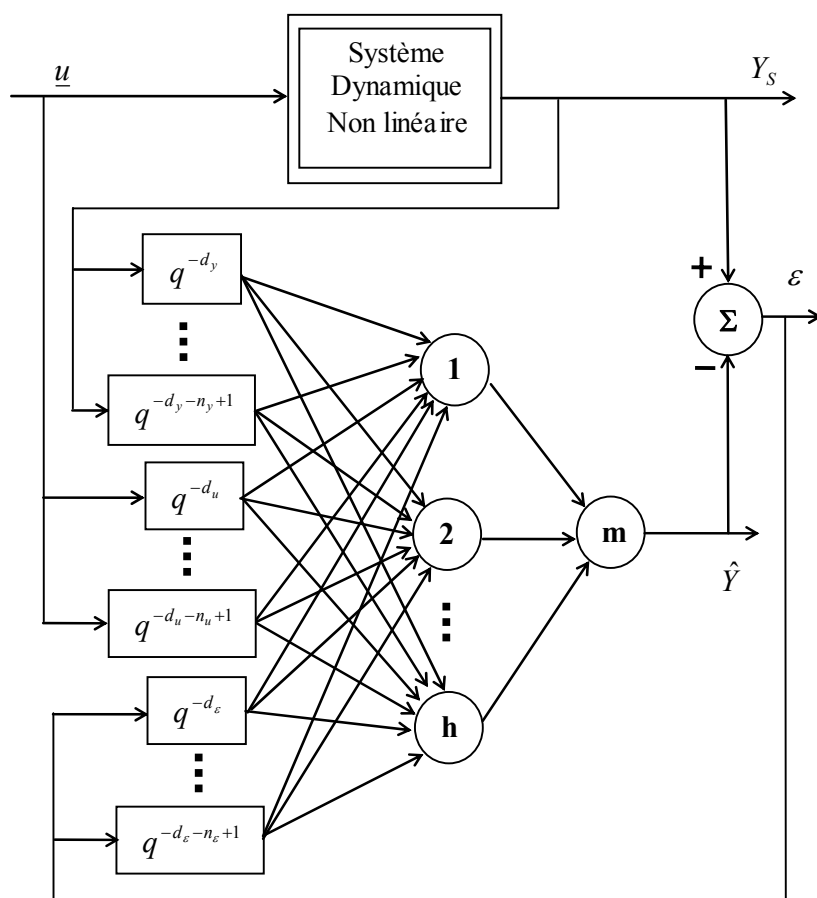 Système
Dynamique
Non linéaire
u
Y_S
q^{-d_y}
+
ε
Σ
-
1
q^{-d_y-n_y+1}
q^{-d_u}
2
m
Ŷ
q^{-d_u-n_u+1}
q^{-d_ε}
h
q^{-d_ε-n_ε+1}